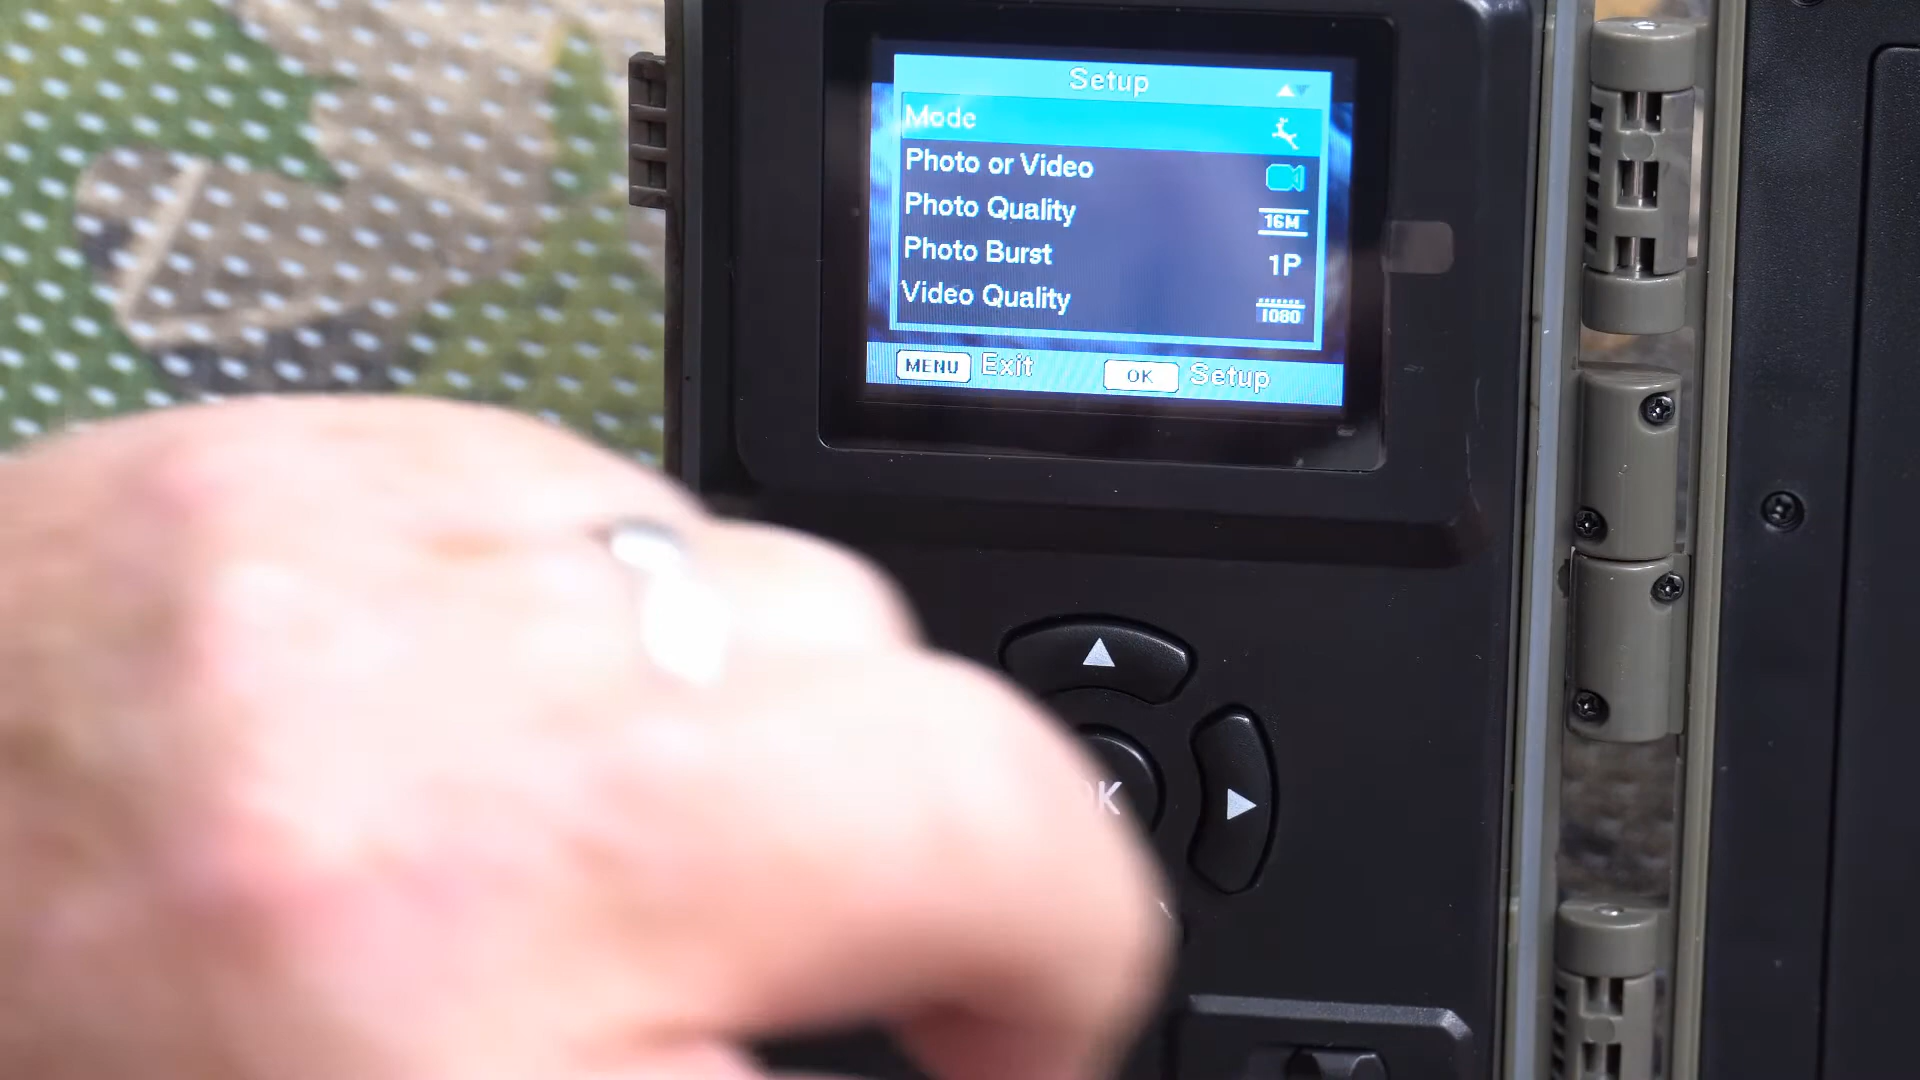 Setup
Mode
Photo or Video
Photo Quality 16M
Photo Burst 1P
Video Quality 1080
MENU Exit OK Setup